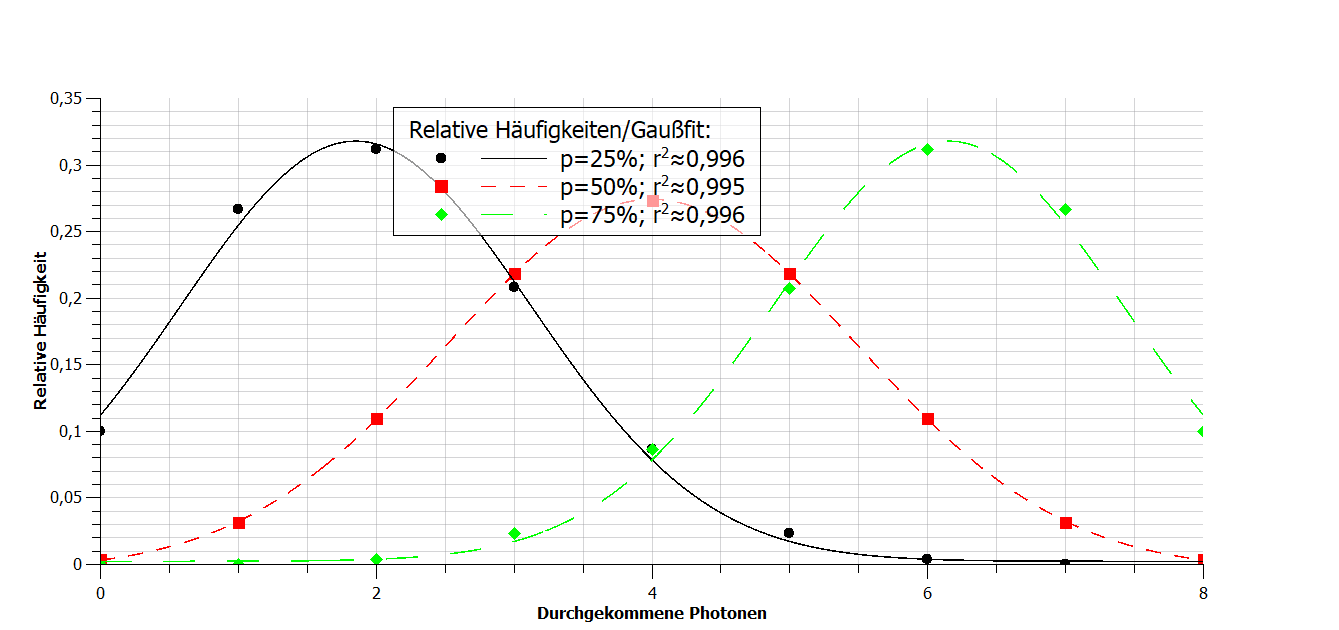 0,35
0,3
0,25
0,2
0,15
0,1
0,05
0
Relative Häufigkeit
Relative Häufigkeiten/Gaußfit:
p=25%; r²≈0,996
p=50%; r²≈0,995
p=75%; r²≈0,996
0 2 4 6 8
Durchgekommene Photonen